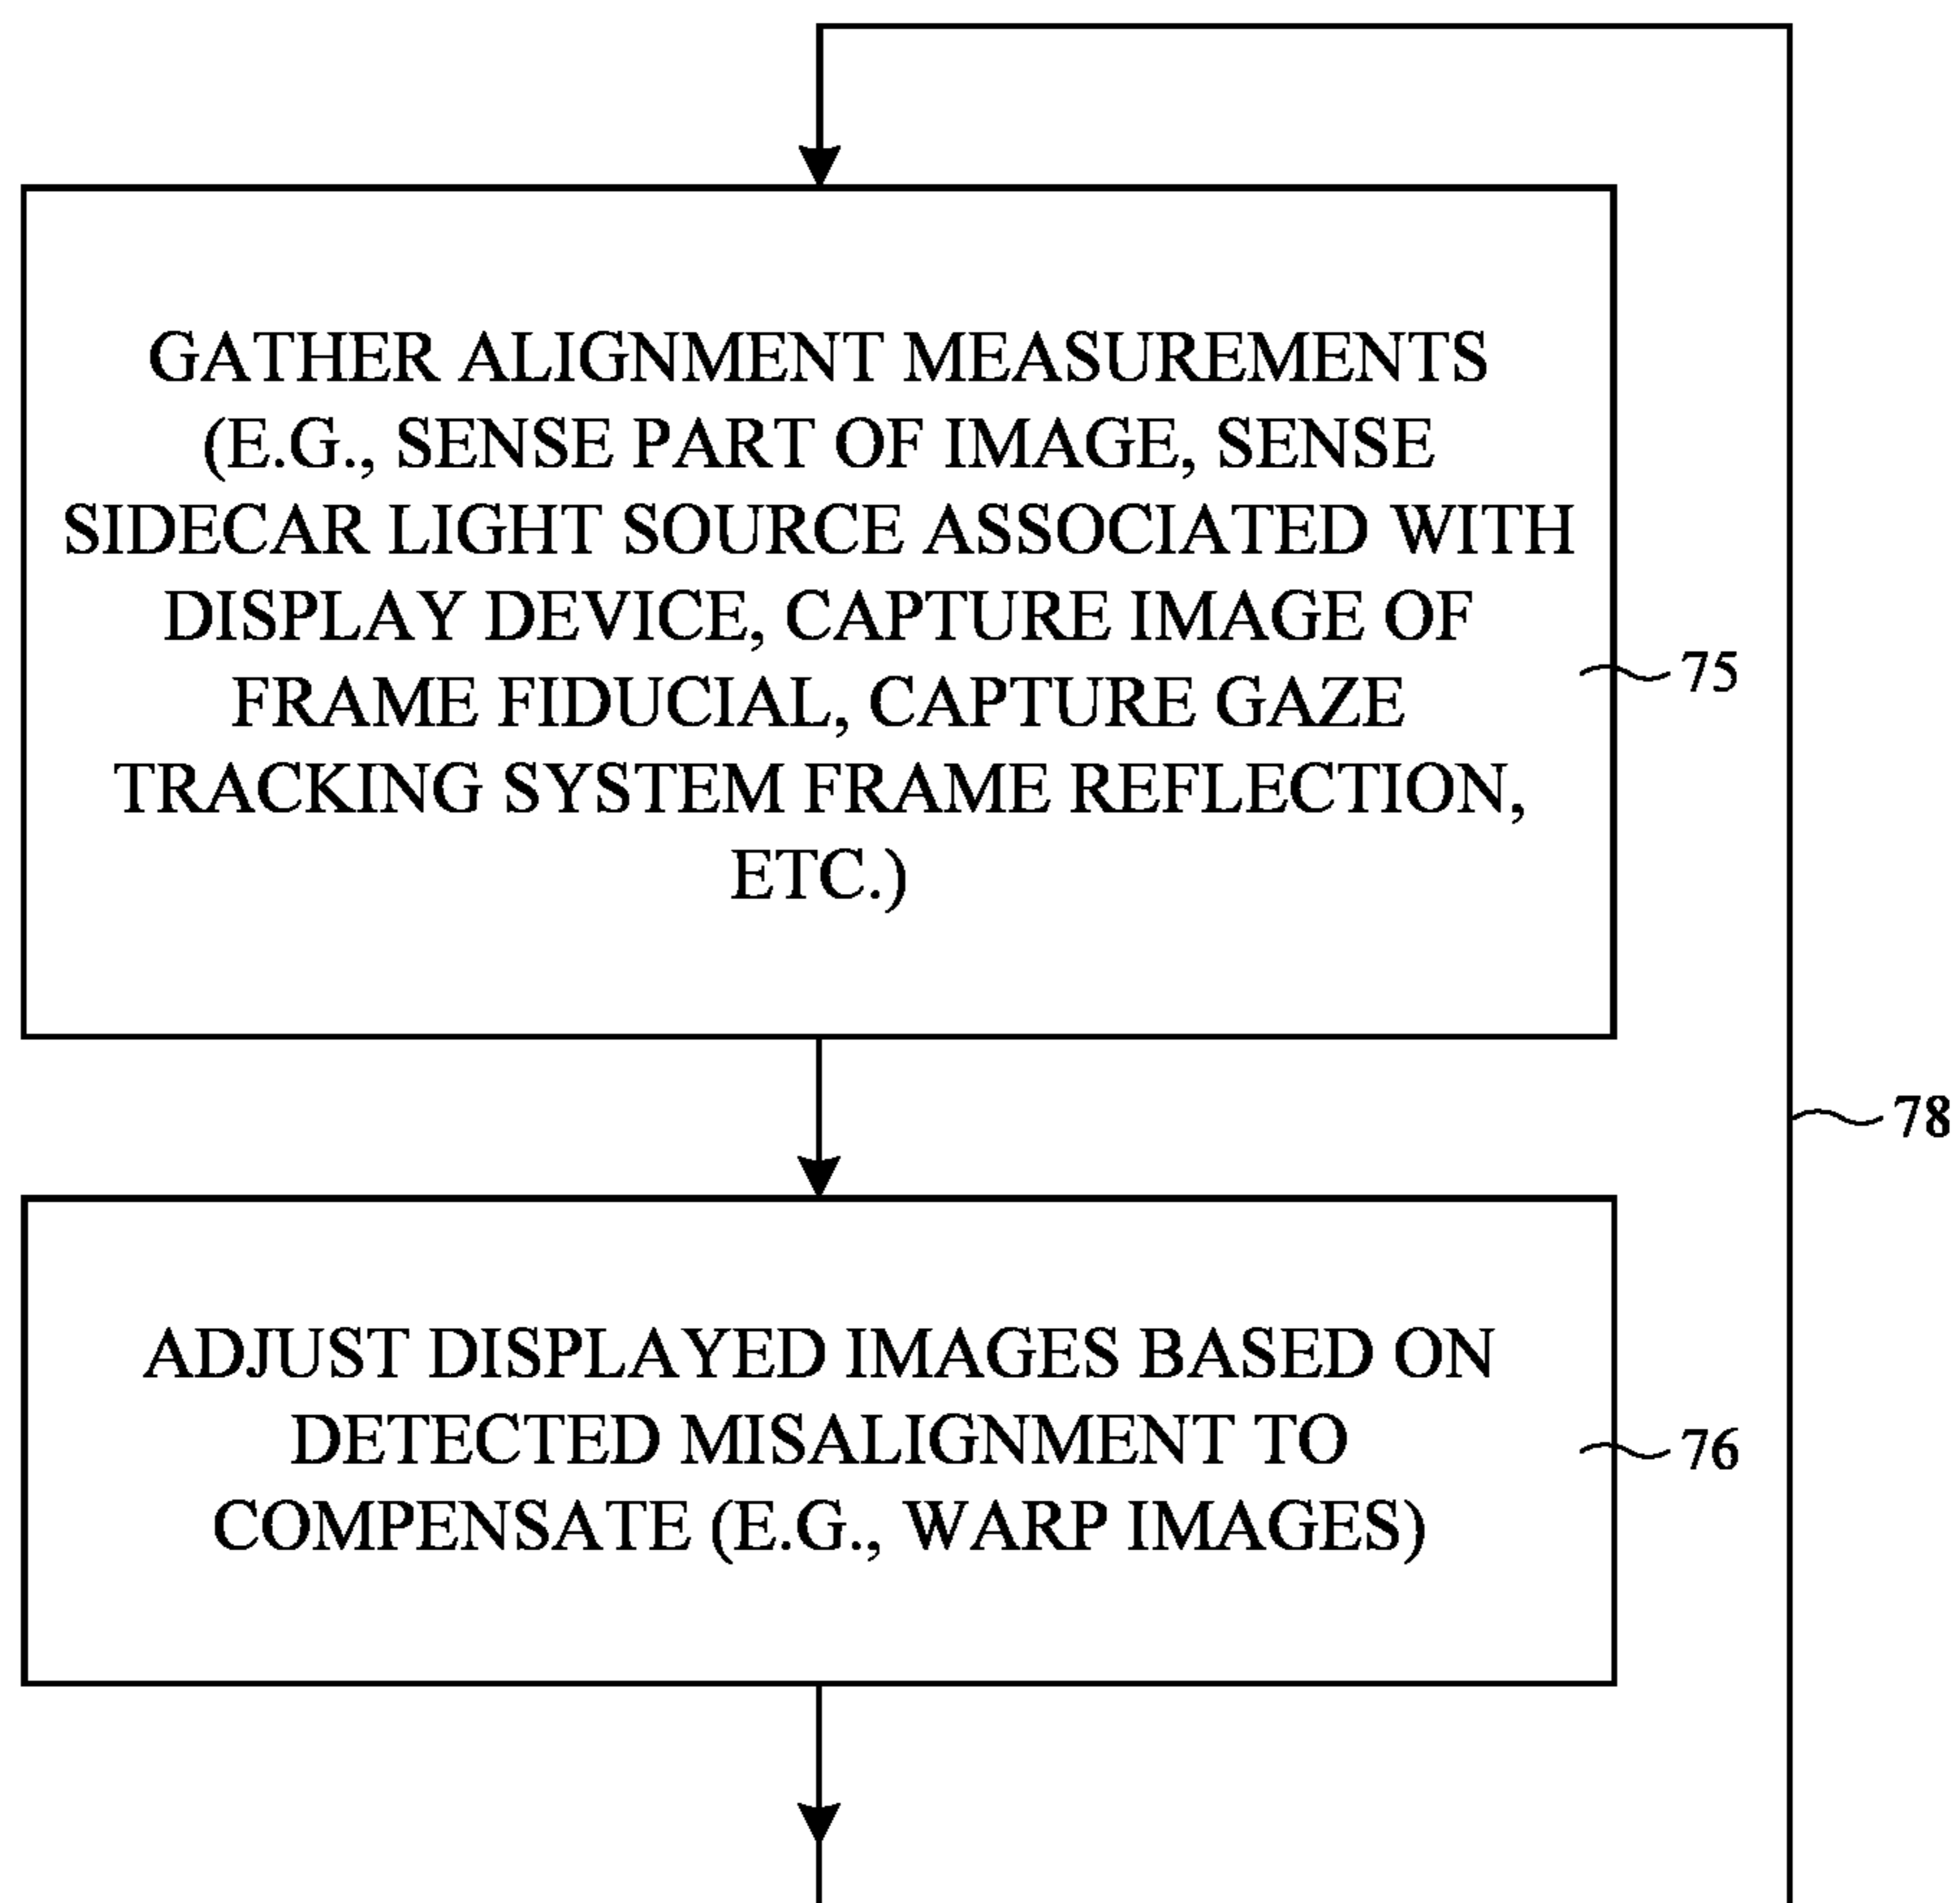 GATHER ALIGNMENT MEASUREMENTS
(E.G., SENSE PART OF IMAGE, SENSE
SIDECAR LIGHT SOURCE ASSOCIATED WITH
DISPLAY DEVICE, CAPTURE IMAGE OF
FRAME FIDUCIAL, CAPTURE GAZE
TRACKING SYSTEM FRAME REFLECTION,
ETC.)
75
78
ADJUST DISPLAYED IMAGES BASED ON
DETECTED MISALIGNMENT TO
COMPENSATE (E.G., WARP IMAGES)
76